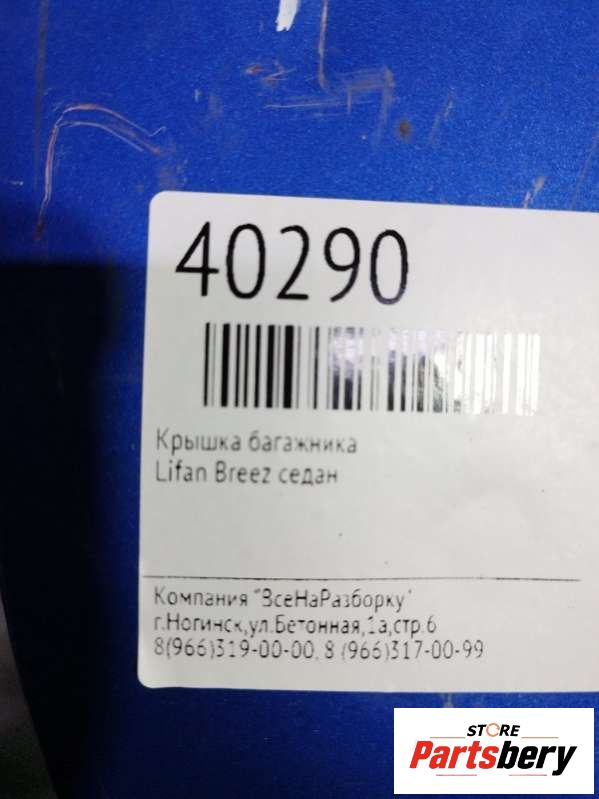 40290
Крышка багажника
Lifan Breez седан
Компания "ВсеНаРазборку"
г.Ногинск,ул.Бетонная,1а,стр.6
8(966)319-00-00, 8 (966)317-00-99
STORE
Partsbery